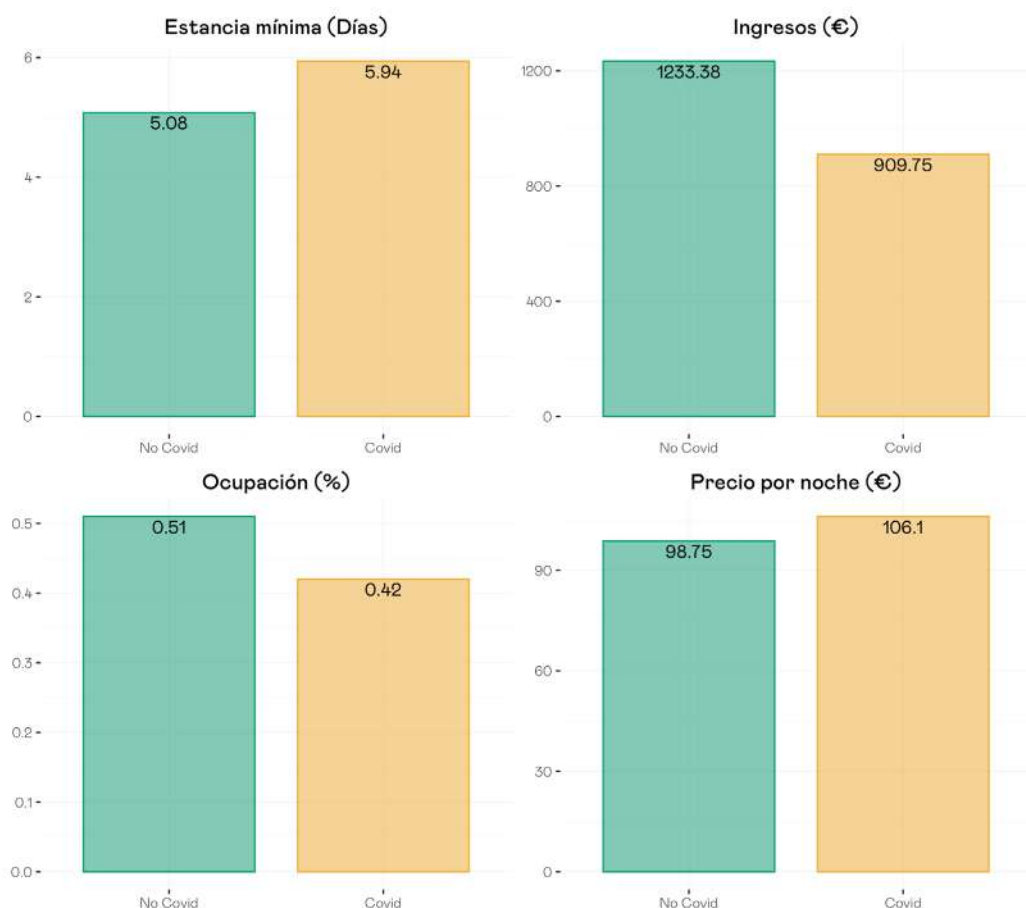 Estancia mínima (Días)
6
4
2
0
5.08
5.94
No Covid
Covid
Ingresos (€)
1200
800
400
0
1233.38
909.75
No Covid
Covid
Ocupación (%)
0.5
0.4
0.3
0.2
0.1
0.0
0.51
0.42
No Covid
Covid
Precio por noche (€)
90
60
30
0
98.75
106.1
No Covid
Covid